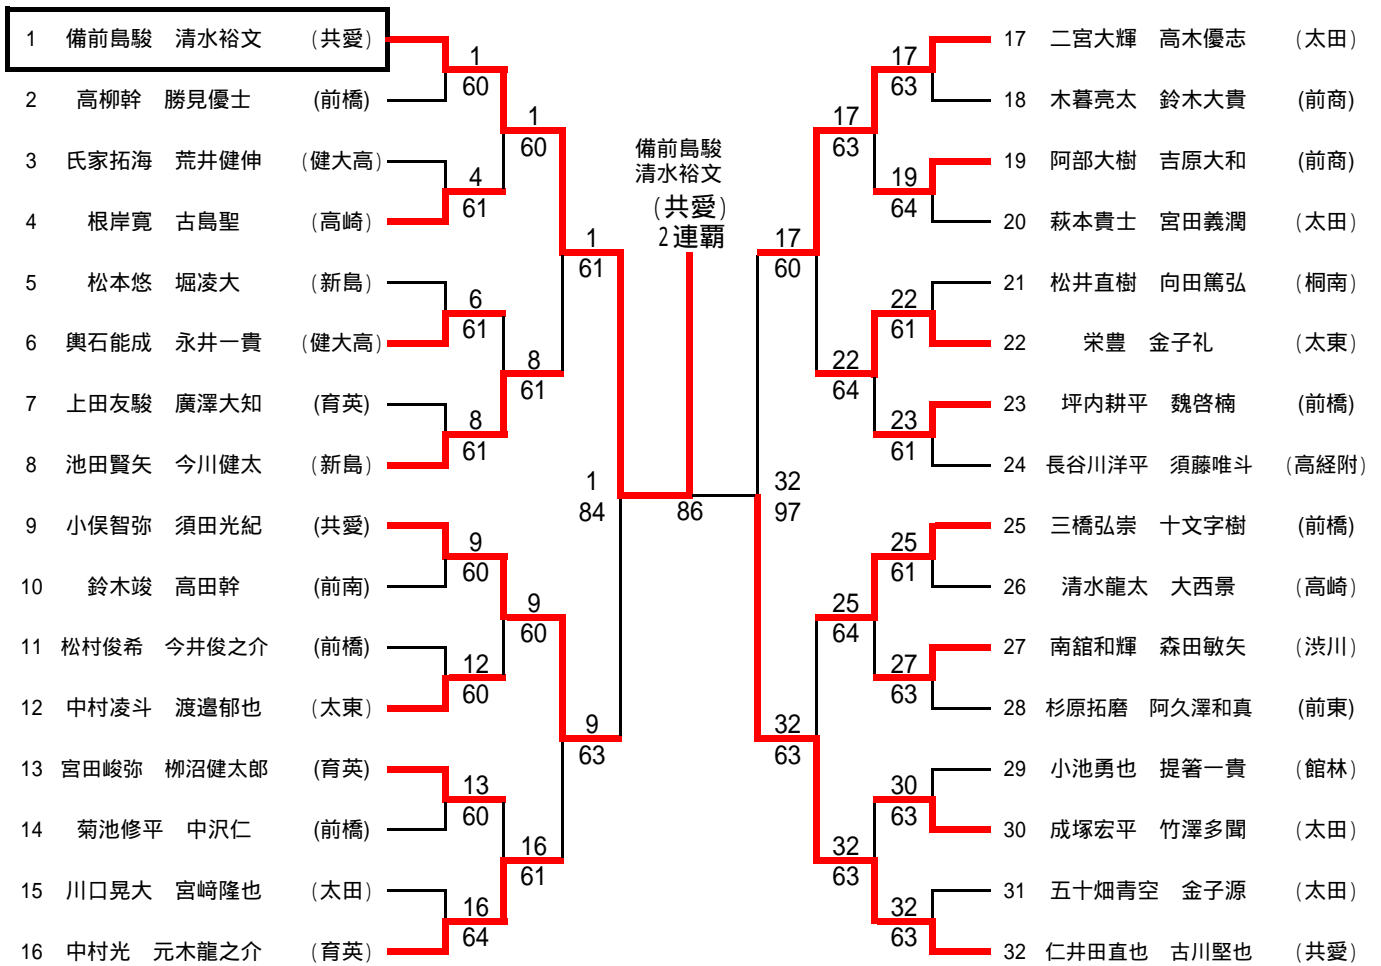 1 備前島駿 清水裕文 (共愛)
2 高柳幹 勝見優士 (前橋)
3 氏家拓海 荒井健伸 (健大高)
4 根岸寛 古島聖 (高崎)
5 松本悠 堀凌大 (新島)
6 輿石能成 永井一貴 (健大高)
7 上田友駿 廣澤大知 (育英)
8 池田賢矢 今川健太 (新島)
9 小俣智弥 須田光紀 (共愛)
10 鈴木竣 高田幹 (前南)
11 松村俊希 今井俊之介 (前橋)
12 中村凌斗 渡邉郁也 (太東)
13 宮田峻弥 栁沼健太郎 (育英)
14 菊池修平 中沢仁 (前橋)
15 川口晃大 宮﨑隆也 (太田)
16 中村光 元木龍之介 (育英)
1
60
4
61
6
61
8
61
9
60
12
60
13
60
16
64
1
60
8
61
9
60
16
61
1
61
9
63
1
84
備前島駿
清水裕文
(共愛)
2連覇
86
32
97
17
60
32
63
17
63
22
64
25
64
32
63
17
63
19
64
22
61
23
61
25
61
27
63
30
63
32
63
17 二宮大輝 高木優志 (太田)
18 木暮亮太 鈴木大貴 (前商)
19 阿部大樹 吉原大和 (前商)
20 萩本貴士 宮田義潤 (太田)
21 松井直樹 向田篤弘 (桐南)
22 栄豊 金子礼 (太東)
23 坪内耕平 魏啓楠 (前橋)
24 長谷川洋平 須藤唯斗 (高経附)
25 三橋弘崇 十文字樹 (前橋)
26 清水龍太 大西景 (高崎)
27 南舘和輝 森田敏矢 (渋川)
28 杉原拓磨 阿久澤和真 (前東)
29 小池勇也 提箸一貴 (館林)
30 成塚宏平 竹澤多聞 (太田)
31 五十畑青空 金子源 (太田)
32 仁井田直也 古川堅也 (共愛)